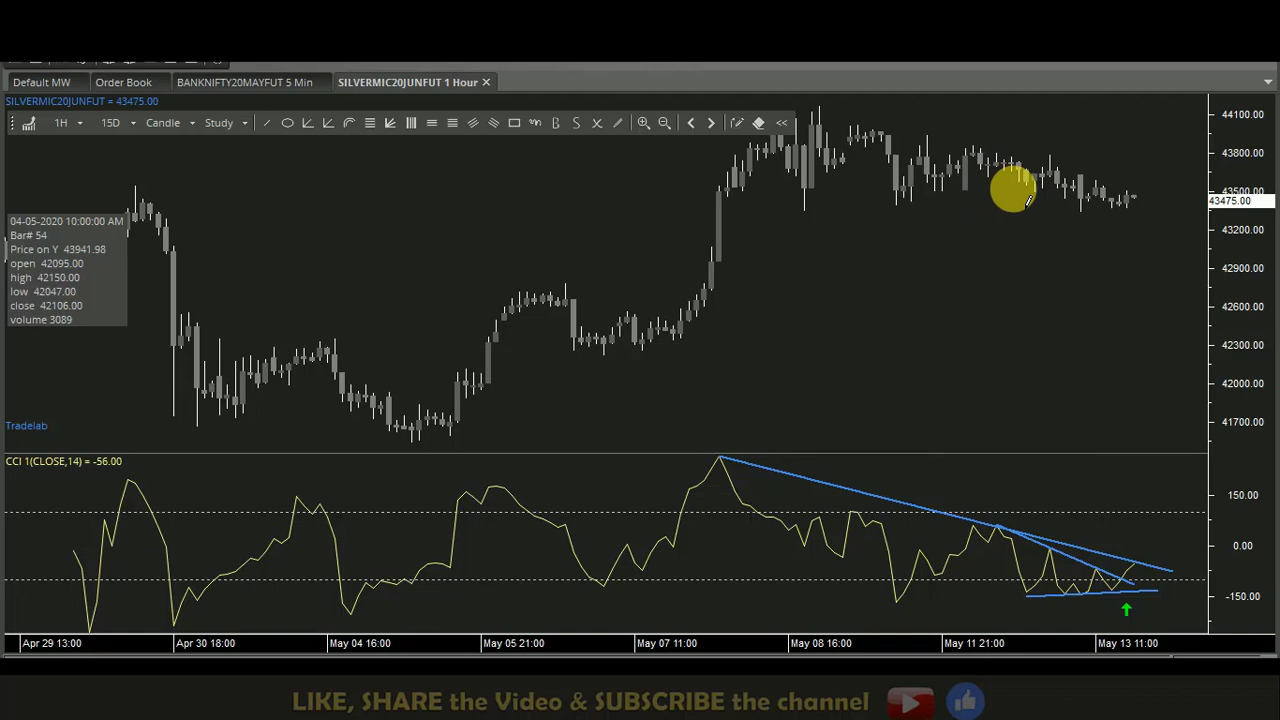 Default MW Order Book BANKNIFTY20MAYFUT 5 Min SILVERMIC20JUNFUT 1 Hour
SILVERMIC20JUNFUT = 43475.00
1H 15D Candle Study
44100.00
43800.00
43500.00
43475.00
43200.00
42900.00
42600.00
42300.00
42000.00
41700.00
04-05-2020 10:00:00 AM
Bar# 54
Price on Y 43941.98
open 42095.00
high 42150.00
low 42047.00
close 42106.00
volume 3089
Tradelab
CCI 1(CLOSE,14) = -56.00
150.00
0.00
-150.00
Apr 29 13:00 Apr 30 18:00 May 04 16:00 May 05 21:00 May 07 11:00 May 08 16:00 May 11 21:00 May 13 11:00
LIKE, SHARE the Video & SUBSCRIBE the channel